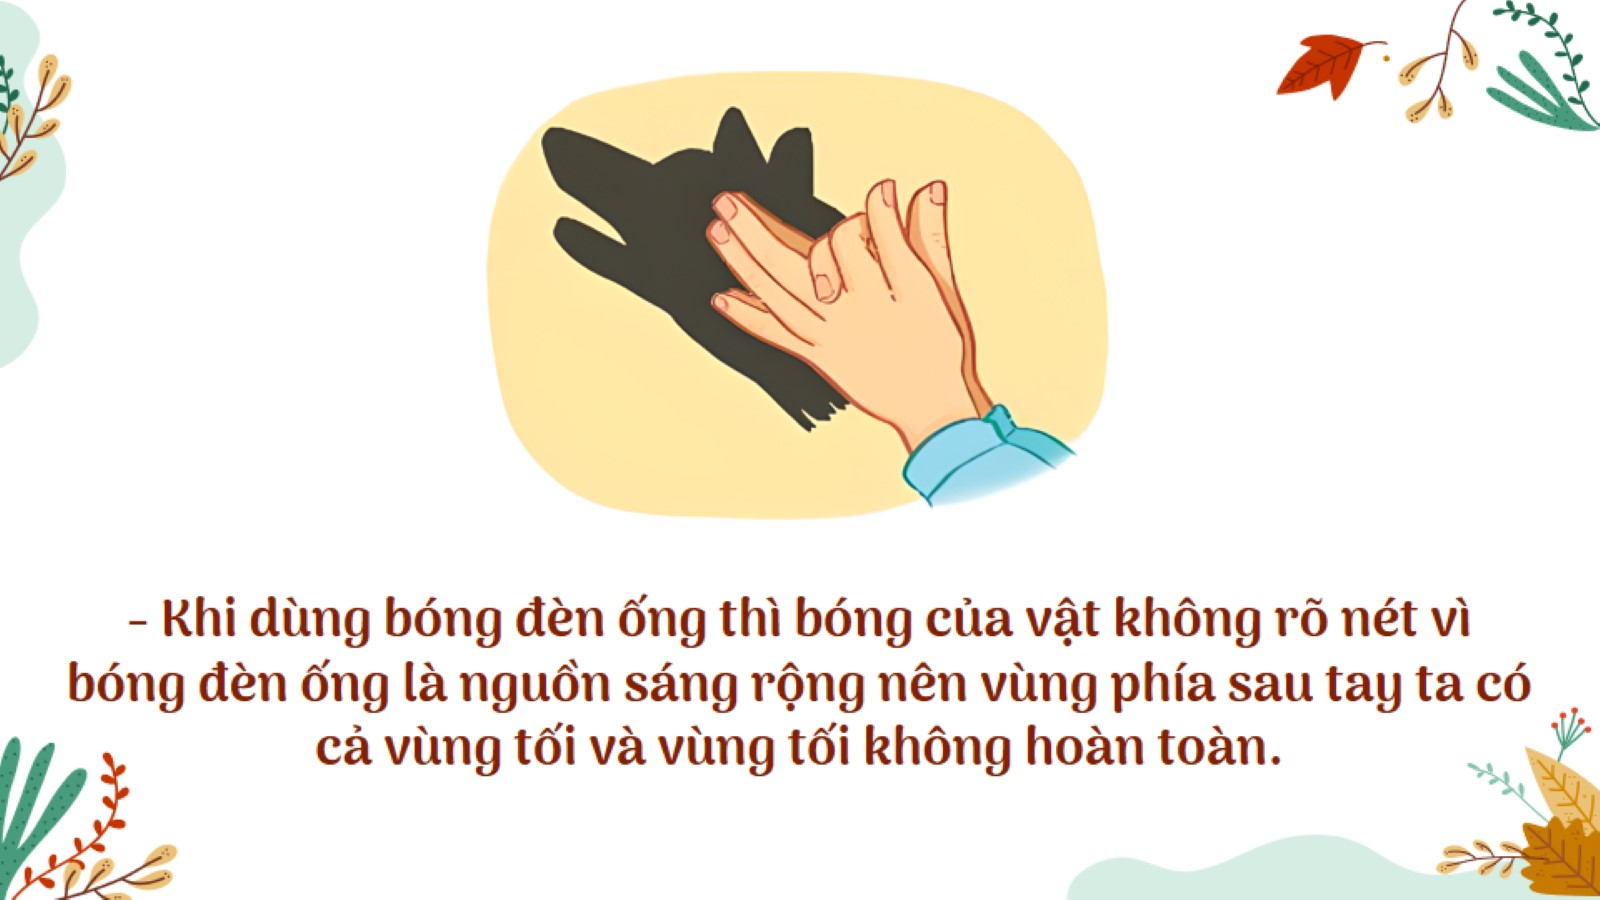 - Khi dùng bóng đèn ống thì bóng của vật không rõ nét vì
bóng đèn ống là nguồn sáng rộng nên vùng phía sau tay ta có
cả vùng tối và vùng tối không hoàn toàn.